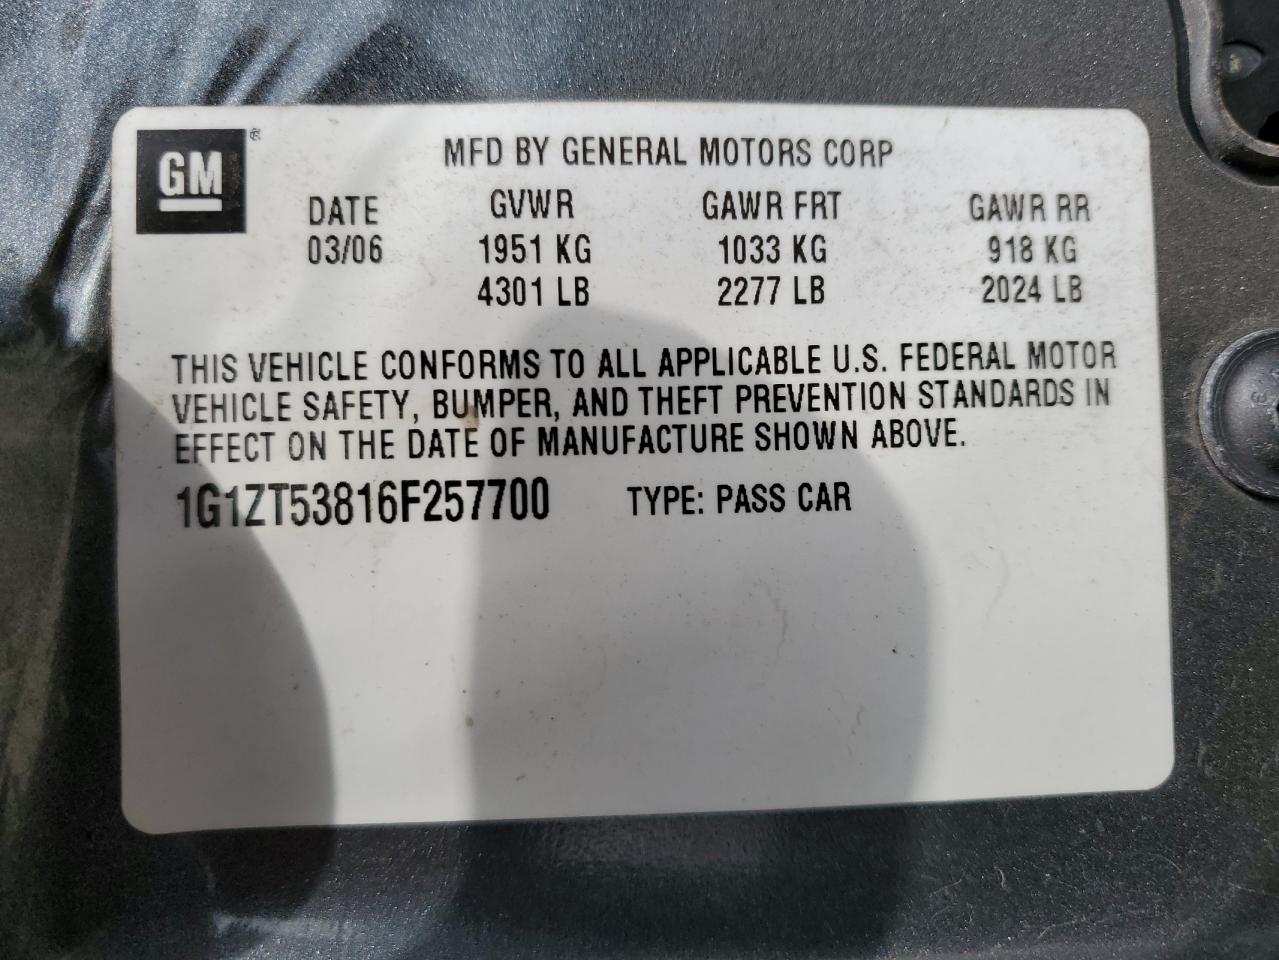 GM®
MFD BY GENERAL MOTORS CORP
DATE GVWR GAWR FRT GAWR RR
03/06 1951 KG 1033 KG 918 KG
4301 LB 2277 LB 2024 LB
THIS VEHICLE CONFORMS TO ALL APPLICABLE U.S. FEDERAL MOTOR
VEHICLE SAFETY, BUMPER, AND THEFT PREVENTION STANDARDS IN
EFFECT ON THE DATE OF MANUFACTURE SHOWN ABOVE.
1G1ZT53816F257700 TYPE: PASS CAR